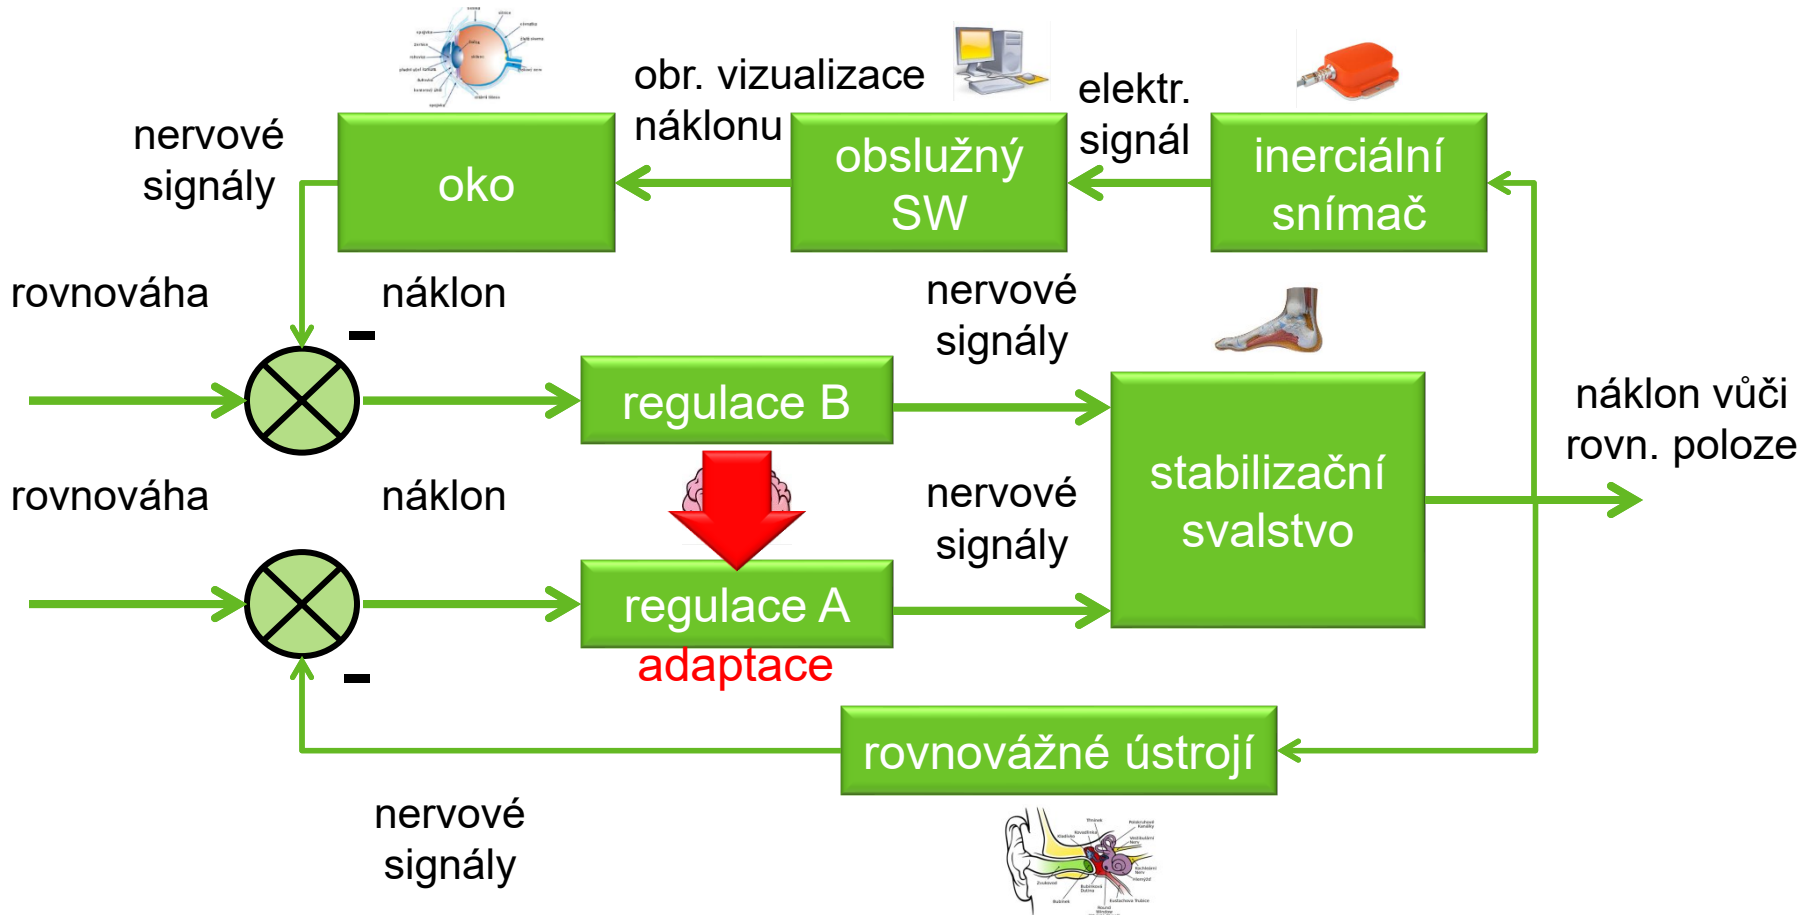 obr. vizualizace
náklonu
elektr.
signál
nervové
signály
oko
obslužný
SW
inerciální
snímač
rovnováha
náklon
nervové
signály
-
regulace B
náklon vůči
rovn. poloze
rovnováha
náklon
nervové
signály
stabilizační
svalstvo
regulace A
adaptace
-
rovnovážné ústrojí
nervové
signály